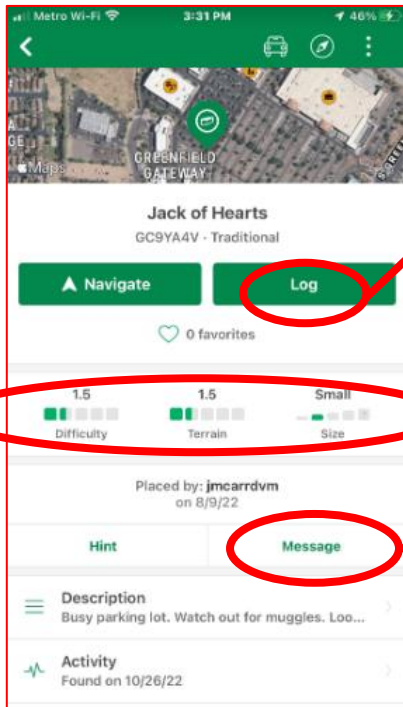 Metro Wi-Fi 3:31 PM 46%
GREENFIELD
GATEWAY
Maps
Jack of Hearts
GC9YA4V · Traditional
Navigate Log
0 favorites
1.5 1.5 Small
Difficulty Terrain Size
Placed by: jmcarrdvm
on 8/9/22
Hint Message
Description
Busy parking lot. Watch out for muggles. Loo...
Activity
Found on 10/26/22